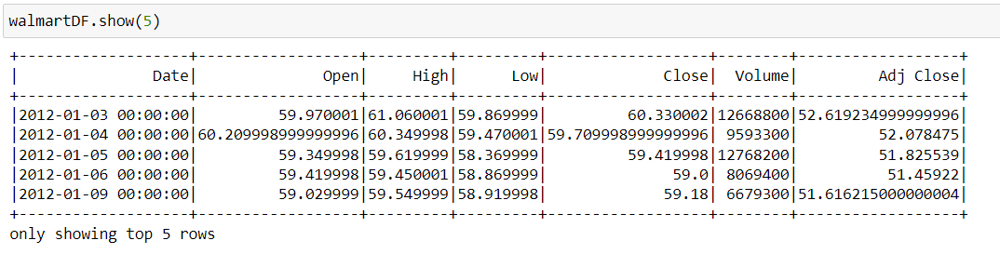 walmartDF.show(5)
+-------------------+------------------+---------+---------+------------------+--------+------------------+
|               Date|              Open|     High|      Low|             Close|  Volume|         Adj Close|
+-------------------+------------------+---------+---------+------------------+--------+------------------+
|2012-01-03 00:00:00|         59.970001|61.060001|59.869999|         60.330002|12668800|52.619234999999996|
|2012-01-04 00:00:00|60.209998999999996|60.349998|59.470001|59.709998999999996| 9593300|         52.078475|
|2012-01-05 00:00:00|         59.349998|59.619999|58.369999|         59.419998|12768200|         51.825539|
|2012-01-06 00:00:00|         59.419998|59.450001|58.869999|              59.0| 8069400|          51.45922|
|2012-01-09 00:00:00|         59.029999|59.549999|58.919998|             59.18| 6679300|51.616215000000004|
+-------------------+------------------+---------+---------+------------------+--------+------------------+
only showing top 5 rows